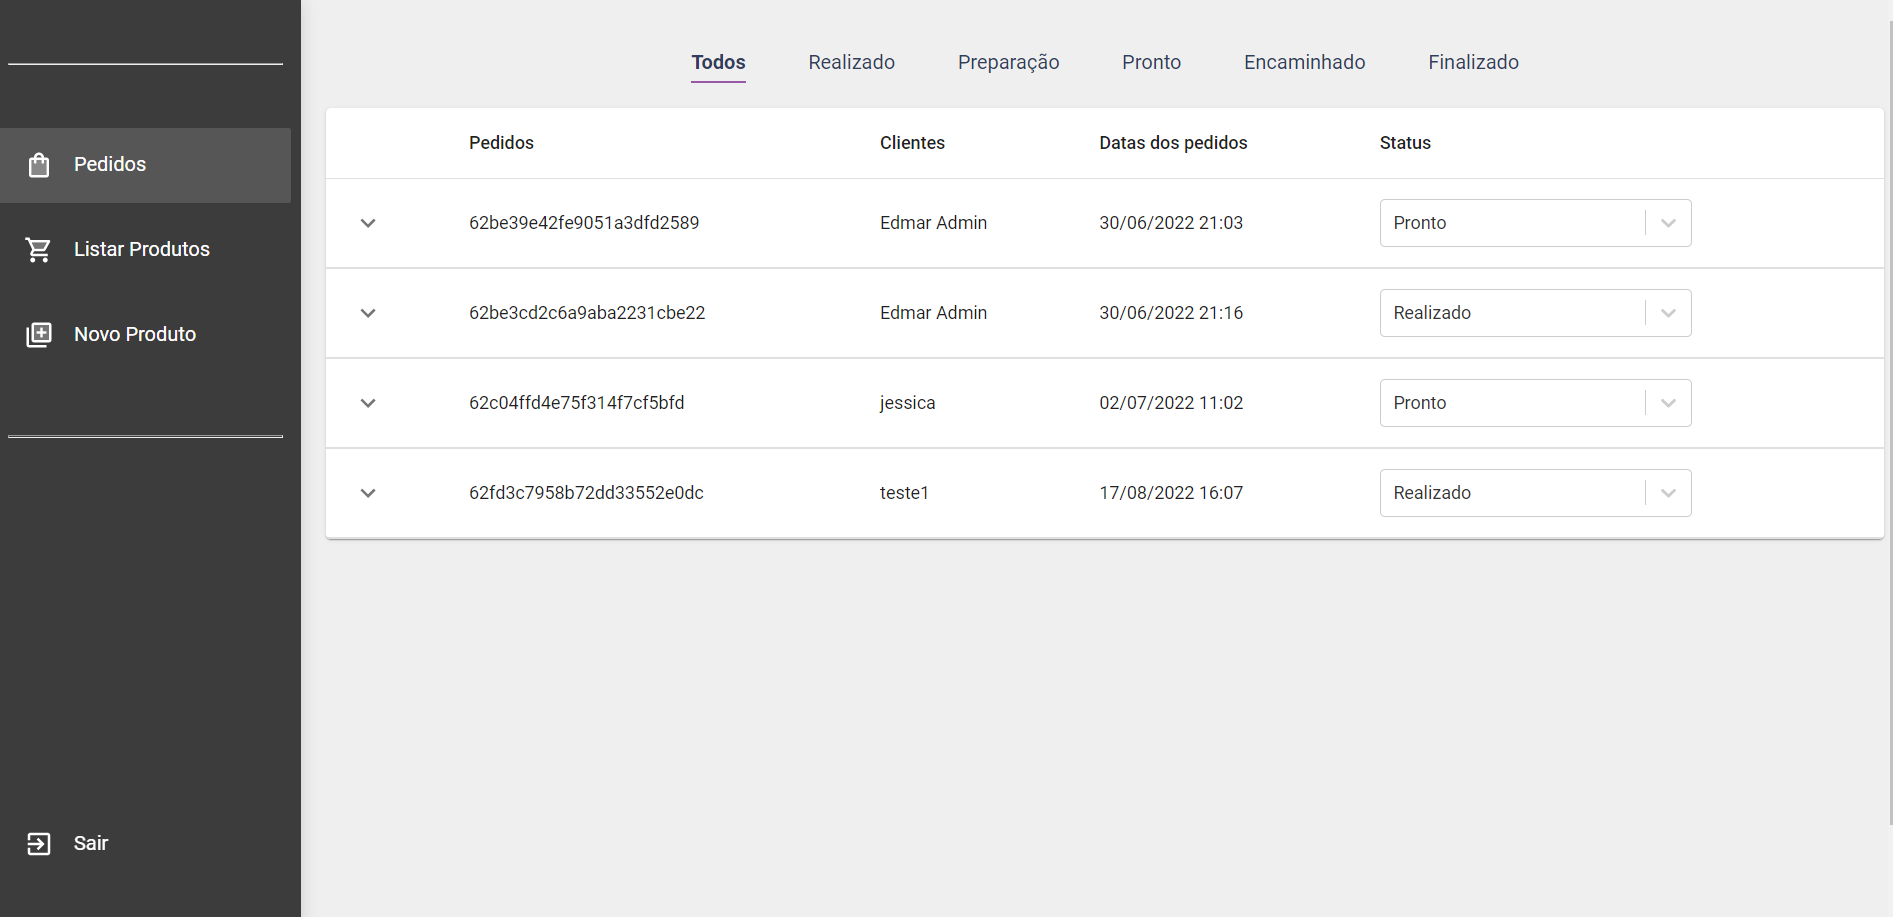 Pedidos
Listar Produtos
Novo Produto
Sair
Todos Realizado Preparação Pronto Encaminhado Finalizado
Pedidos Clientes Datas dos pedidos Status
62be39e42fe9051a3dfd2589 Edmar Admin 30/06/2022 21:03 Pronto
62be3cd2c6a9aba2231cbe22 Edmar Admin 30/06/2022 21:16 Realizado
62c04ffd4e75f314f7cf5bfd jessica 02/07/2022 11:02 Pronto
62fd3c7958b72dd33552e0dc teste1 17/08/2022 16:07 Realizado